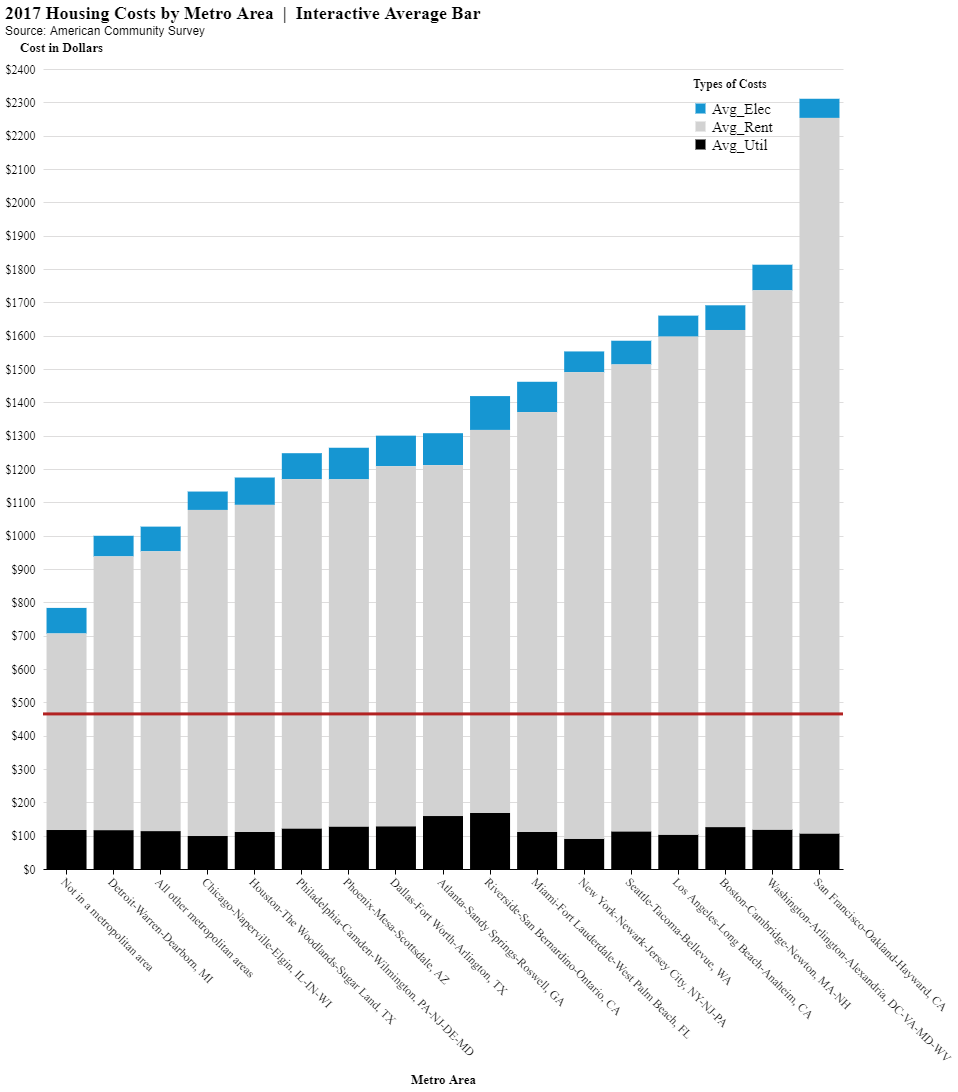 2017 Housing Costs by Metro Area | Interactive Average Bar
Source: American Community Survey
Cost in Dollars
$2400
$2300
$2200
$2100
$2000
$1900
$1800
$1700
$1600
$1500
$1400
$1300
$1200
$1100
$1000
$900
$800
$700
$600
$500
$400
$300
$200
$100
$0
Types of Costs
Avg_Elec
Avg_Rent
Avg_Util
Not in a metropolitan area
Detroit-Warren-Dearborn, MI
All other metropolitan areas
Chicago-Naperville-Elgin, IL-IN-WI
Houston-The Woodlands-Sugar Land, TX
Philadelphia-Camden-Wilmington, PA-NJ-DE-MD
Phoenix-Mesa-Scottsdale, AZ
Dallas-Fort Worth-Arlington, TX
Atlanta-Sandy Springs-Roswell, GA
Riverside-San Bernardino-Ontario, CA
Miami-Fort Lauderdale-West Palm Beach, FL
New York-Newark-Jersey City, NY-NJ-PA
Seattle-Tacoma-Bellevue, WA
Los Angeles-Long Beach-Anaheim, CA
Boston-Cambridge-Newton, MA-NH
Washington-Arlington-Alexandria, DC-VA-MD-WV
San Francisco-Oakland-Hayward, CA
Metro Area